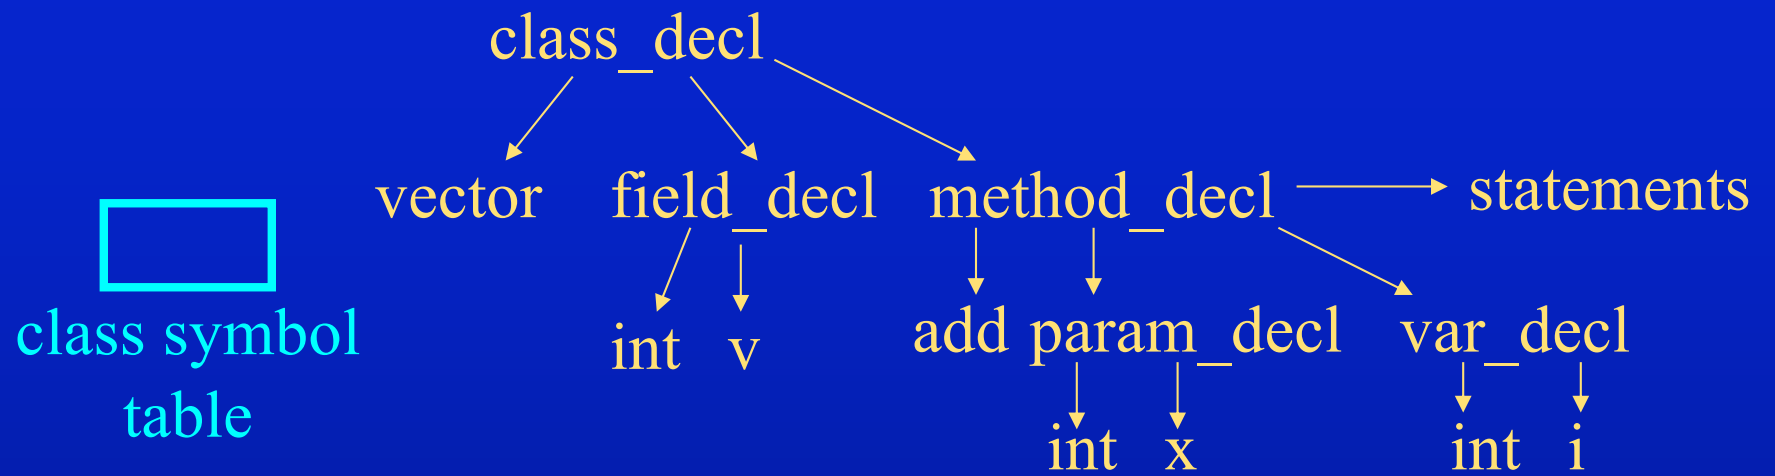 class_decl
vector field_decl method_decl statements
class symbol
table
int v
add param_decl var_decl
int x int i